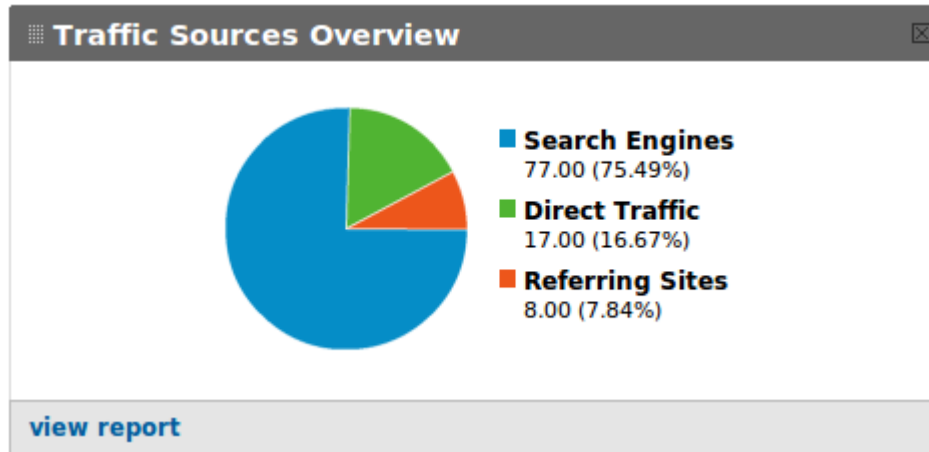 Traffic Sources Overview
Search Engines
77.00 (75.49%)
Direct Traffic
17.00 (16.67%)
Referring Sites
8.00 (7.84%)
view report